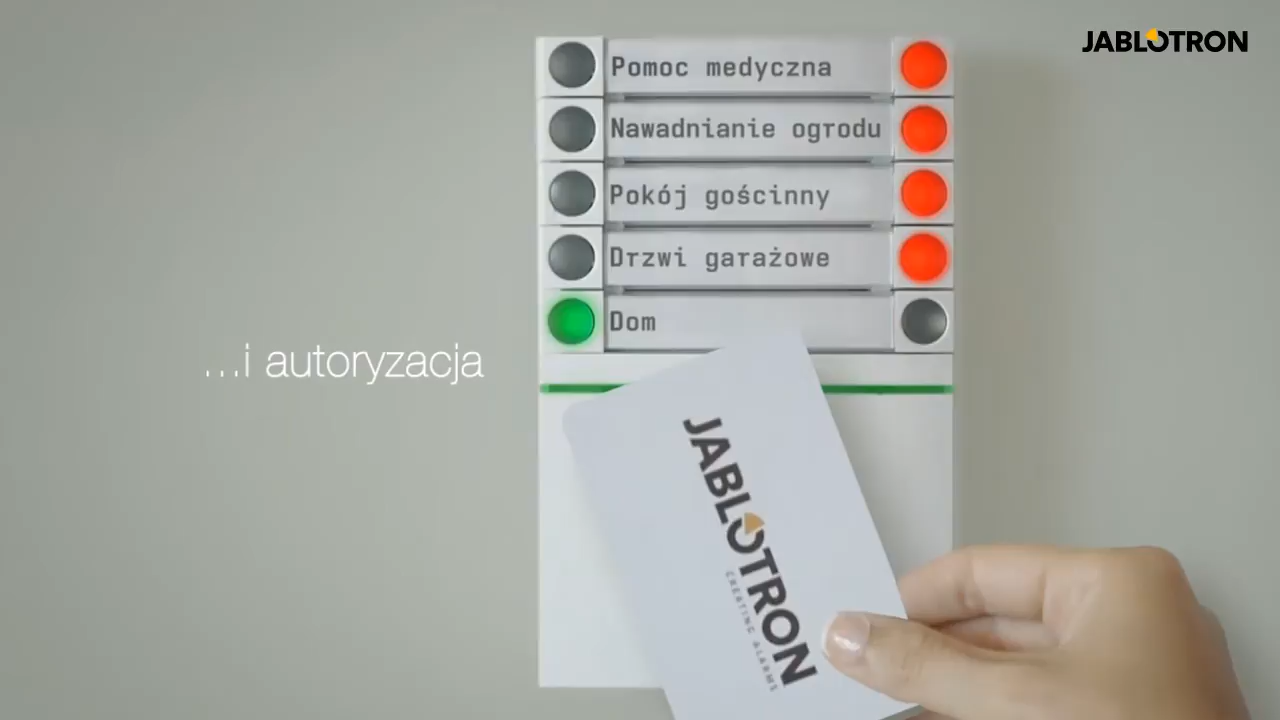 JABLOTRON
Pomoc medyczna
Nawadnianie ogrodu
Pokój gościnny
Drzwi garażowe
Dom
...i autoryzacja
JABLOTRON
CREATING ALARMS